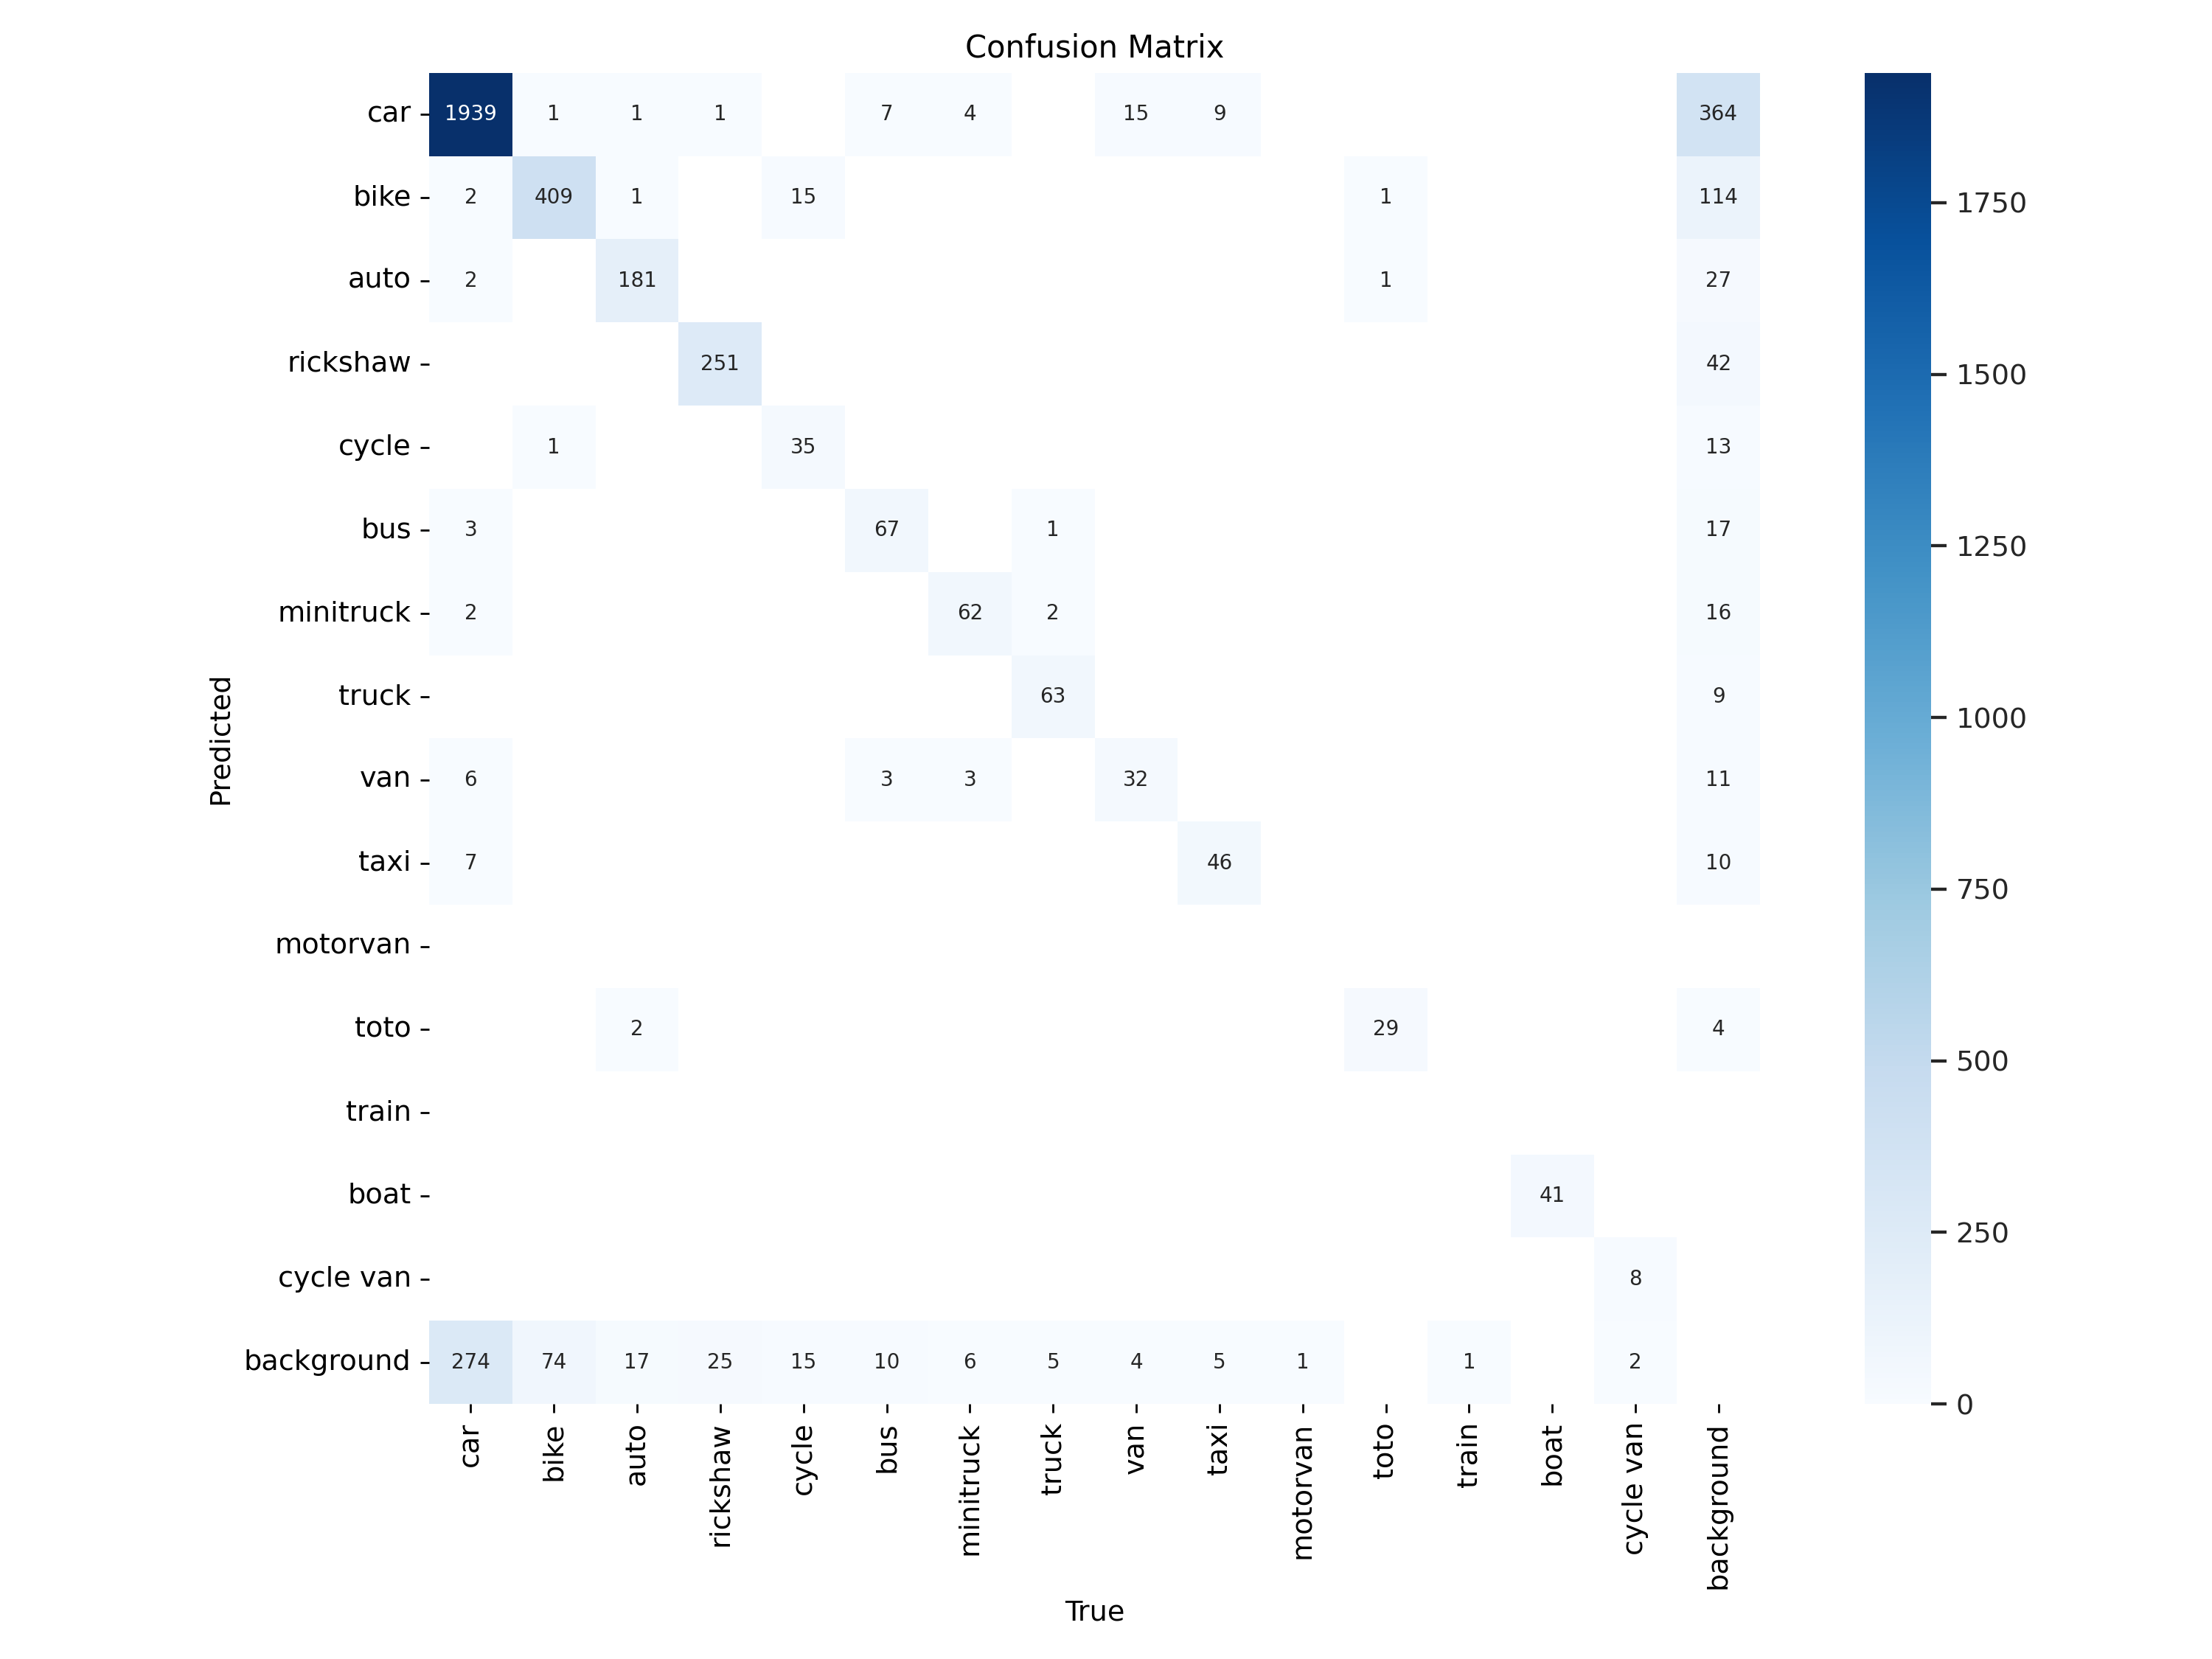 Confusion Matrix
car 1939 1 1 1 7 4 15 9 364
bike 2 409 1 15 1 114
auto 2 181 1 27
rickshaw 251 42
cycle 1 35 13
bus 3 67 1 17
minitruck 2 62 2 16
truck 63 9
van 6 3 3 32 11
taxi 7 46 10
motorvan
toto 2 29 4
train
boat 41
cycle van 8
background 274 74 17 25 15 10 6 5 4 5 1 1 2
Predicted
car bike auto rickshaw cycle bus minitruck truck van taxi motorvan toto train boat cycle van background
True
1750
1500
1250
1000
750
500
250
0